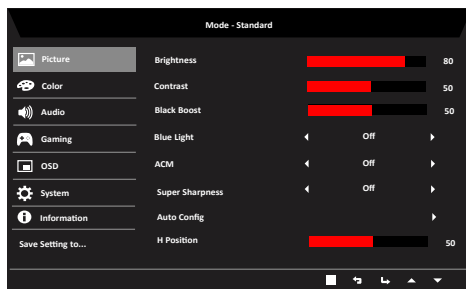 Mode - Standard
Picture
Brightness
80
Color
Contrast
50
Audio
Black Boost
50
Gaming
Blue Light
Off
OSD
ACM
Off
System
Super Sharpness
Off
Information
Auto Config
Save Setting to...
H Position
50